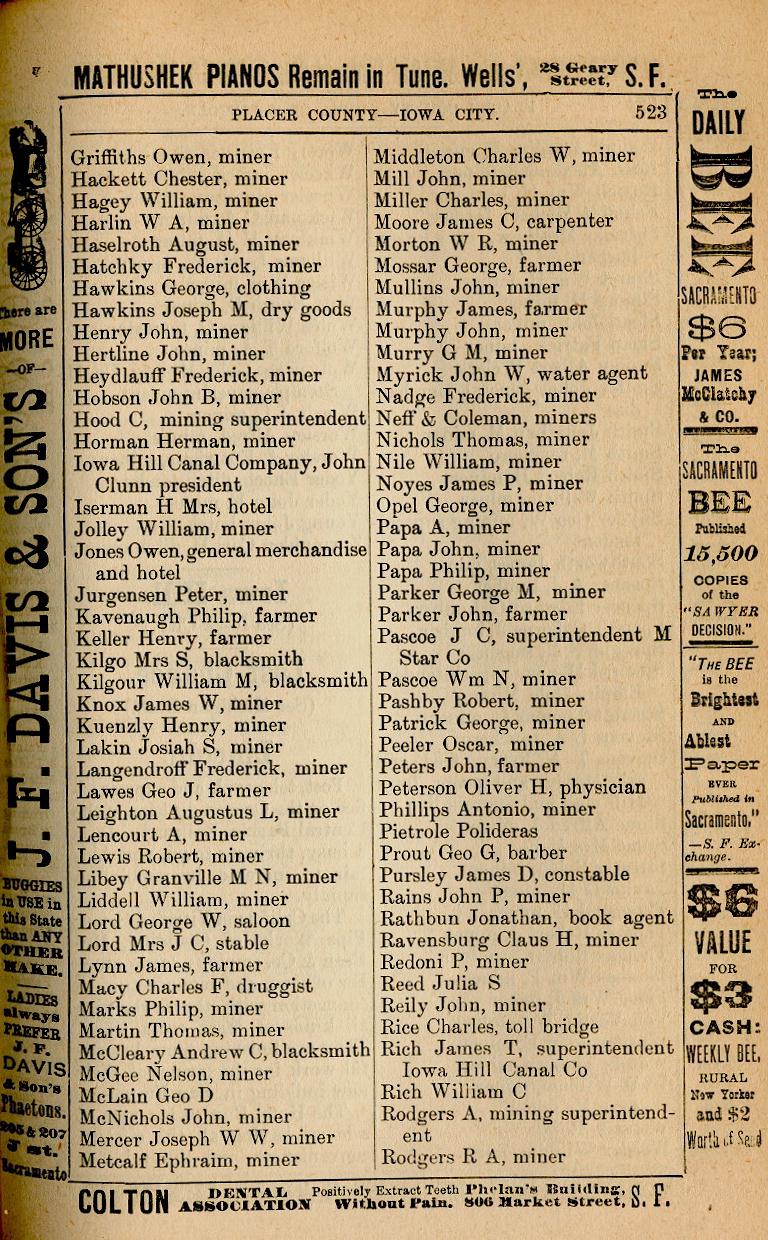 MATHUSHEK PIANOS Remain in Tune. Wells', 28 Geary Street, S. F.
PLACER COUNTY—IOWA CITY. 523
Griffiths Owen, miner
Hackett Chester, miner
Hagey William, miner
Harlin W A, miner
Haselroth August, miner
Hatchky Frederick, miner
Hawkins George, clothing
Hawkins Joseph M, dry goods
Henry John, miner
Hertline John, miner
Heydlauff Frederick, miner
Hobson John B, miner
Hood C, mining superintendent
Horman Herman, miner
Iowa Hill Canal Company, John
Clunn president
Iserman H Mrs, hotel
Jolley William, miner
Jones Owen, general merchandise
and hotel
Jurgensen Peter, miner
Kavenaugh Philip, farmer
Keller Henry, farmer
Kilgo Mrs S, blacksmith
Kilgour William M, blacksmith
Knox James W, miner
Kuenzly Henry, miner
Lakin Josiah S, miner
Langendroff Frederick, miner
Lawes Geo J, farmer
Leighton Augustus L, miner
Lencourt A, miner
Lewis Robert, miner
Libey Granville M N, miner
Liddell William, miner
Lord George W, saloon
Lord Mrs J C, stable
Lynn James, farmer
Macy Charles F, druggist
Marks Philip, miner
Martin Thomas, miner
McCleary Andrew C, blacksmith
McGee Nelson, miner
McLain Geo D
McNichols John, miner
Mercer Joseph W W, miner
Metcalf Ephraim, miner
Middleton Charles W, miner
Mill John, miner
Miller Charles, miner
Moore James C, carpenter
Morton W R, miner
Mossar George, farmer
Mullins John, miner
Murphy James, farmer
Murphy John, miner
Murry G M, miner
Myrick John W, water agent
Nadge Frederick, miner
Neff & Coleman, miners
Nichols Thomas, miner
Nile William, miner
Noyes James P, miner
Opel George, miner
Papa A, miner
Papa John, miner
Papa Philip, miner
Parker George M, miner
Parker John, farmer
Pascoe J C, superintendent M
Star Co
Pascoe Wm N, miner
Pashby Robert, miner
Patrick George, miner
Peeler Oscar, miner
Peters John, farmer
Peterson Oliver H, physician
Phillips Antonio, miner
Pietrole Polideras
Prout Geo G, barber
Pursley James D, constable
Rains John P, miner
Rathbun Jonathan, book agent
Ravensburg Claus H, miner
Redoni P, miner
Reed Julia S
Reily John, miner
Rice Charles, toll bridge
Rich James T, superintendent
Iowa Hill Canal Co
Rich William C
Rodgers A, mining superintend-
ent
Rodgers R A, miner
There are
MORE
—OF—
J. F. DAVIS & SON'S
BUGGIES
in USE in
this State
than ANY
OTHER
MAKE.
LADIES
always
PREFER
J. F.
DAVIS
& Son's
Phaetons.
205 & 207
J st.
Sacramento
The
DAILY
BEE
SACRAMENTO
$6
Per Year;
JAMES
McClatchy
& CO.
The
SACRAMENTO
BEE
Published
15,500
COPIES
of the
"SAWYER
DECISION."
"THE BEE
is the
Brightest
AND
Ablest
Paper
EVER
Published in
Sacramento."
—S. F. Ex-
change.
$6
VALUE
FOR
$3
CASH:
WEEKLY BEE,
RURAL
New Yorker
and $2
Worth of Seed
COLTON DENTAL ASSOCIATION Positively Extract Teeth Without Pain. Phelan's Building, 806 Market Street, S. F.